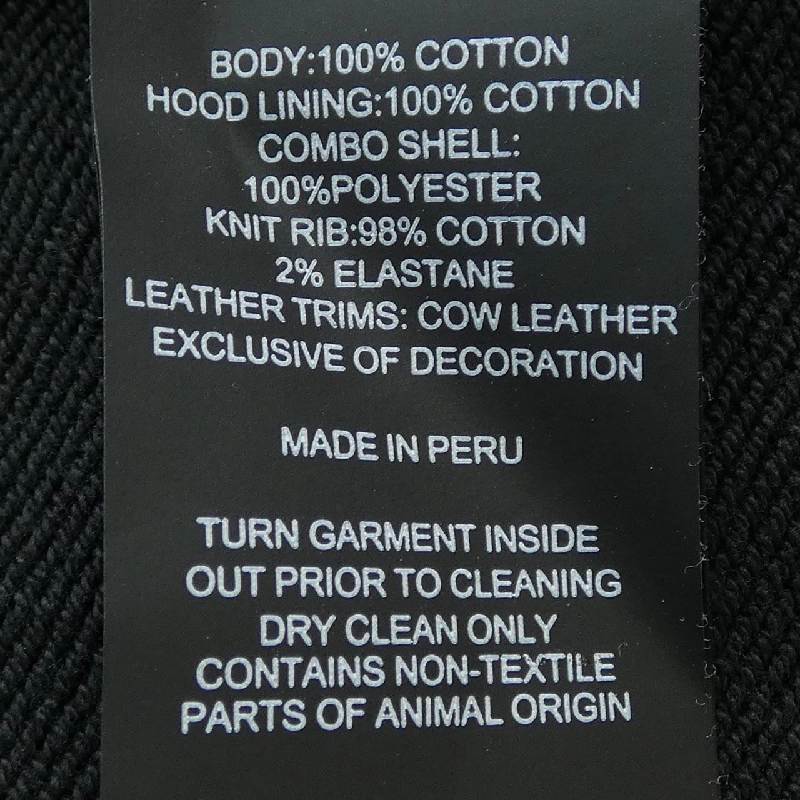 BODY:100% COTTON
HOOD LINING:100% COTTON
COMBO SHELL:
100%POLYESTER
KNIT RIB:98% COTTON
2% ELASTANE
LEATHER TRIMS: COW LEATHER
EXCLUSIVE OF DECORATION
MADE IN PERU
TURN GARMENT INSIDE
OUT PRIOR TO CLEANING
DRY CLEAN ONLY
CONTAINS NON-TEXTILE
PARTS OF ANIMAL ORIGIN